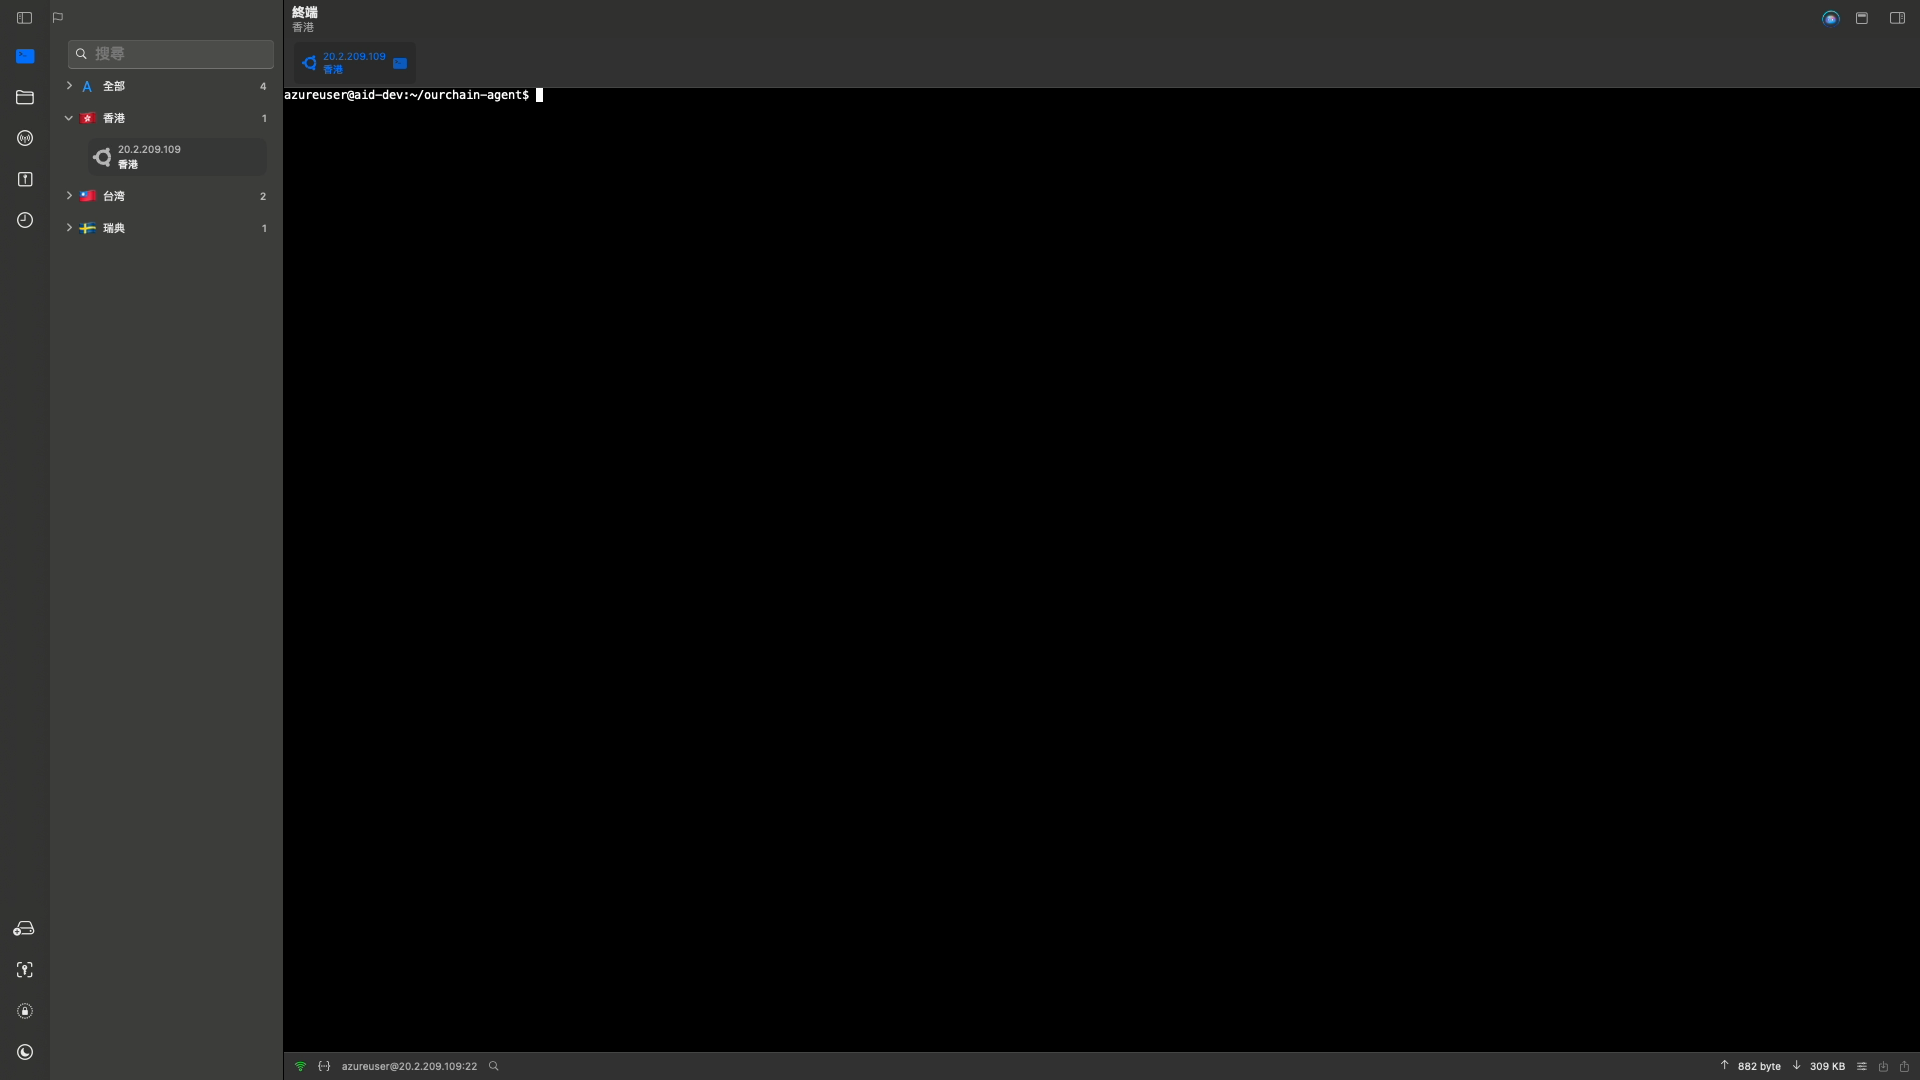 終端
香港
搜尋
20.2.209.109
香港
A 全部 4
香港 1
20.2.209.109
香港
台湾 2
瑞典 1
azureuser@aid-dev:~/ourchain-agent$
azureuser@20.2.209.109:22
↑ 882 byte ↓ 309 KB